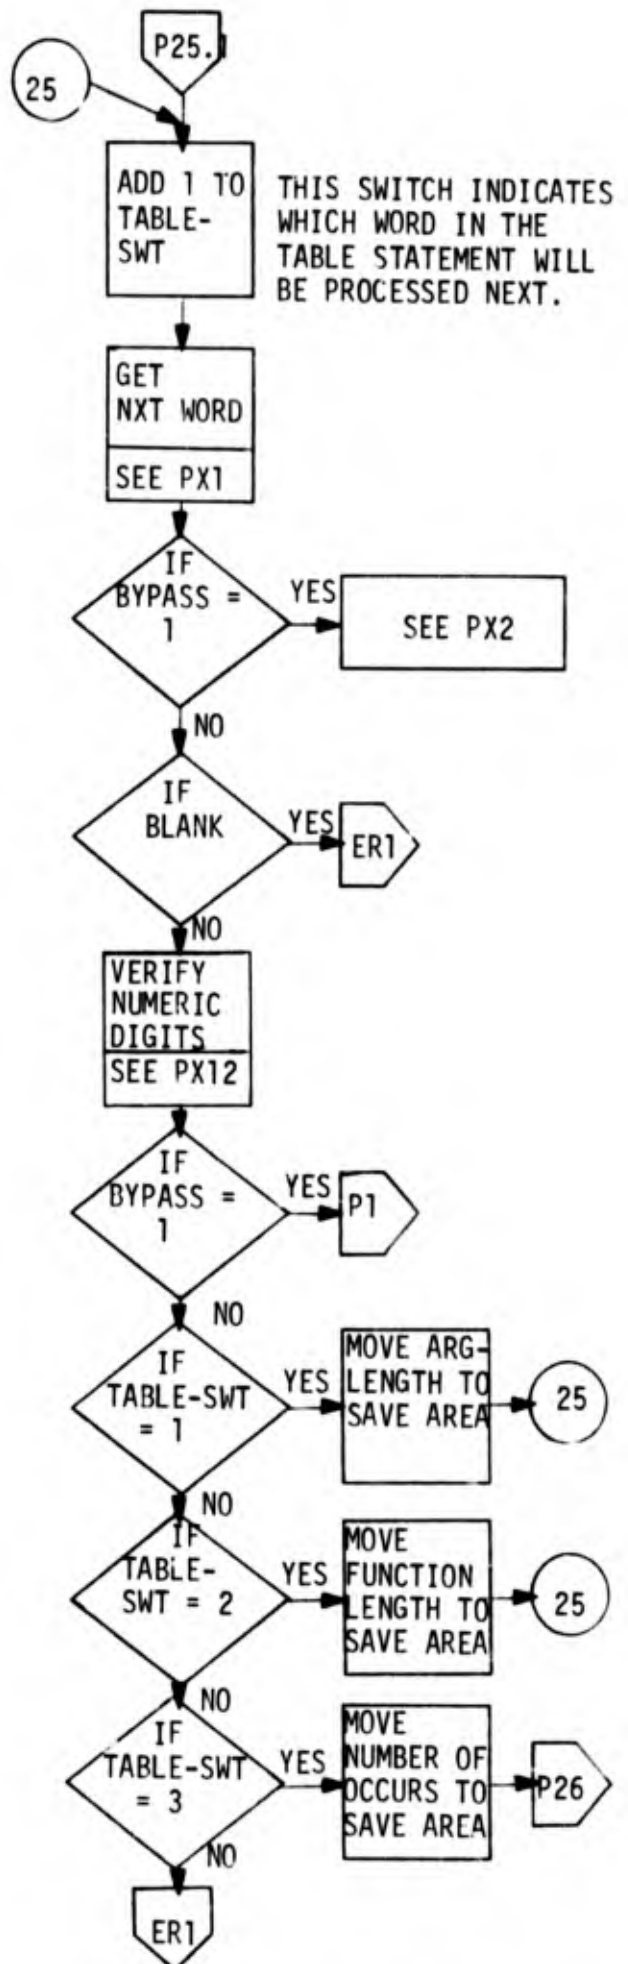 P25.1
25
ADD 1 TO
TABLE-
SWT
THIS SWITCH INDICATES
WHICH WORD IN THE
TABLE STATEMENT WILL
BE PROCESSED NEXT.
GET
NXT WORD
SEE PX1
IF
BYPASS =
1
YES
SEE PX2
NO
IF
BLANK
YES
ER1
NO
VERIFY
NUMERIC
DIGITS
SEE PX12
IF
BYPASS =
1
YES
P1
NO
IF
TABLE-SWT
= 1
YES
MOVE ARG-
LENGTH TO
SAVE AREA
25
NO
IF
TABLE-
SWT = 2
YES
MOVE
FUNCTION
LENGTH TO
SAVE AREA
25
NO
IF
TABLE-SWT
= 3
YES
MOVE
NUMBER OF
OCCURS TO
SAVE AREA
P26
NO
ER1